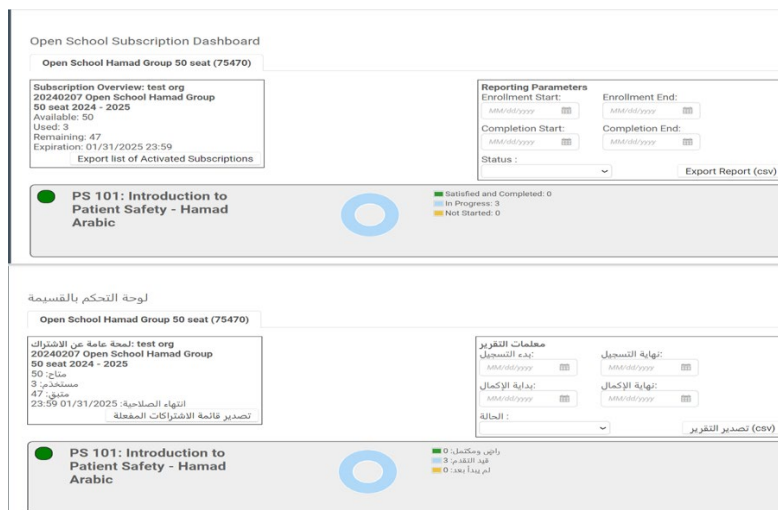 Open School Subscription Dashboard
Open School Hamad Group 50 seat (75470)
Subscription Overview: test org
20240207 Open School Hamad Group
50 seat 2024 - 2025
Available: 50
Used: 3
Remaining: 47
Expiration: 01/31/2025 23:59
Export list of Activated Subscriptions
Reporting Parameters
Enrollment Start: Enrollment End:
MM/dd/yyyy MM/dd/yyyy
Completion Start: Completion End:
MM/dd/yyyy MM/dd/yyyy
Status :
Export Report (csv)
PS 101: Introduction to
Patient Safety - Hamad
Arabic
Satisfied and Completed: 0
In Progress: 3
Not Started: 0
لوحة التحكم بالقسيمة
Open School Hamad Group 50 seat (75470)
لمحة عامة عن الاشتراك: test org
20240207 Open School Hamad Group
50 seat 2024 - 2025
متاح: 50
مستخدَم: 3
متبق: 47
انتهاء الصلاحية: 01/31/2025 23:59
تصدير قائمة الاشتراكات المفعلة
معلمات التقرير
بدء التسجيل: نهاية التسجيل:
MM/dd/yyyy MM/dd/yyyy
بداية الإكمال: نهاية الإكمال:
MM/dd/yyyy MM/dd/yyyy
الحالة :
تصدير التقرير (csv)
PS 101: Introduction to
Patient Safety - Hamad
Arabic
راضٍ ومكتمل: 0
قيد التقدم: 3
لم يبدأ بعد: 0